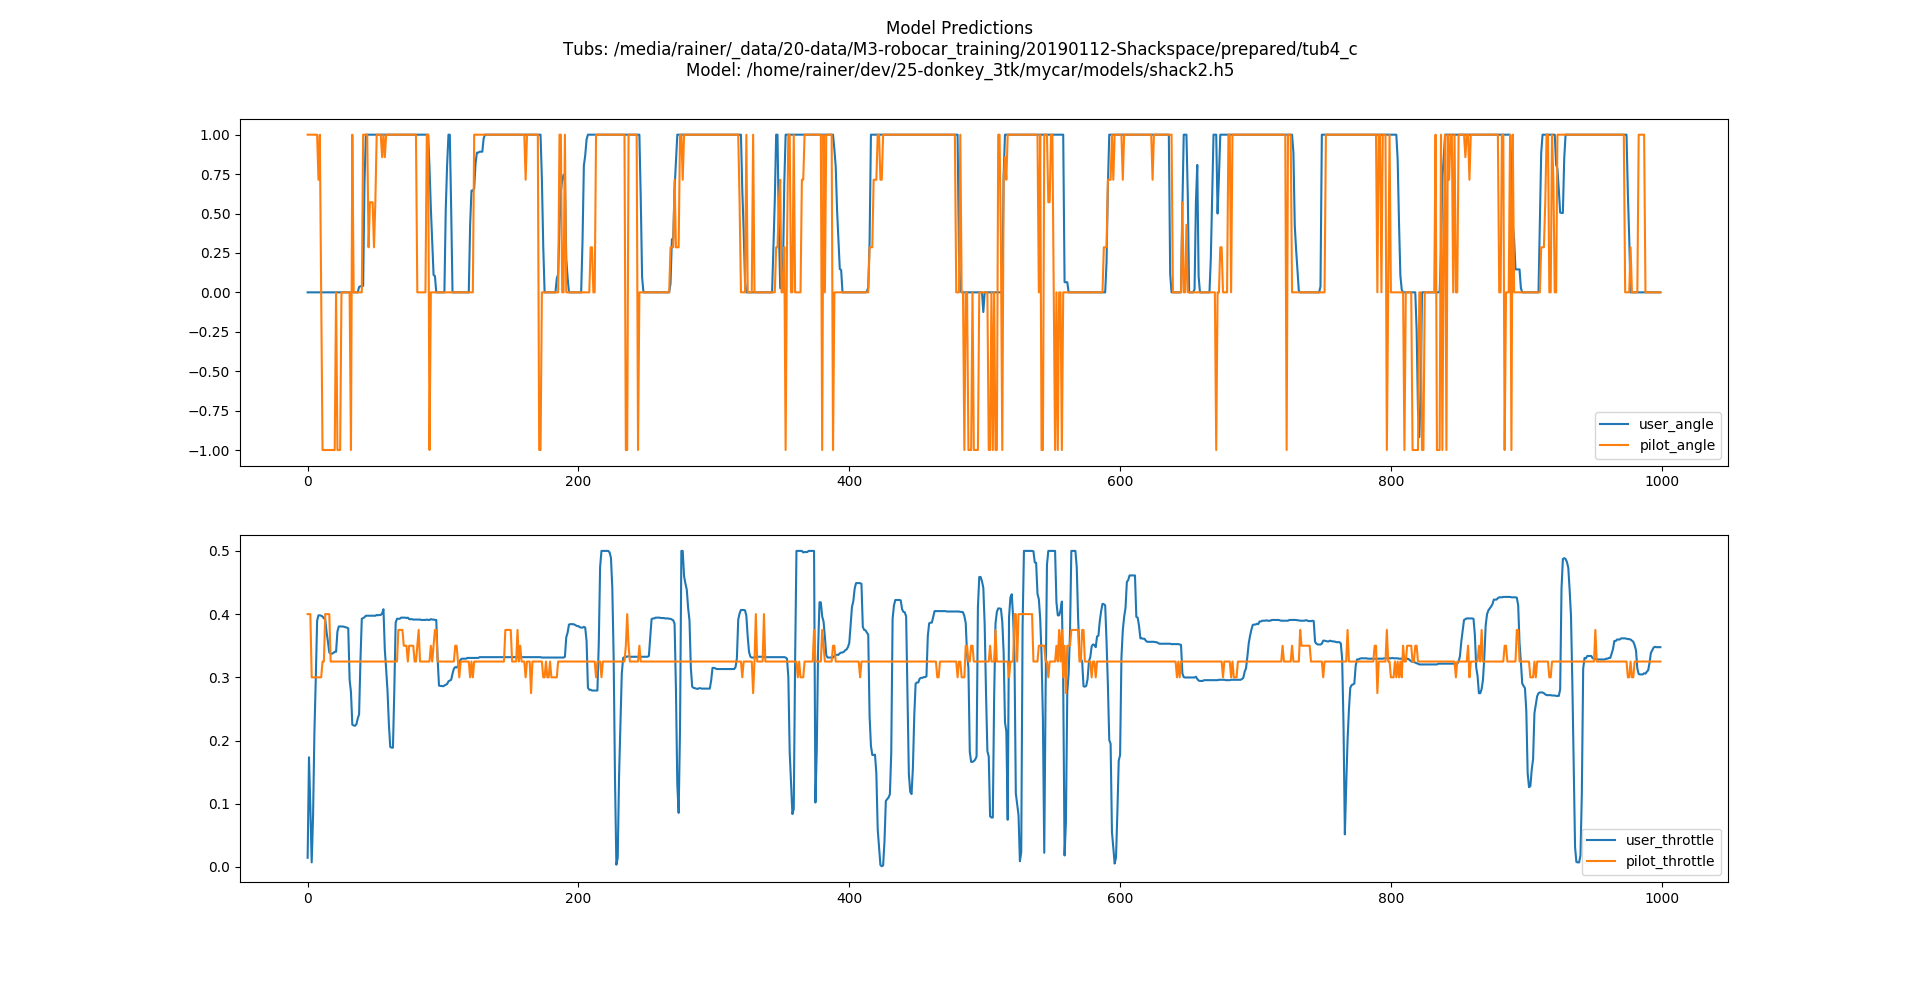 Model Predictions
Tubs: /media/rainer/_data/20-data/M3-robocar_training/20190112-Shackspace/prepared/tub4_c
Model: /home/rainer/dev/25-donkey_3tk/mycar/models/shack2.h5
1.00
0.75
0.50
0.25
0.00
−0.25
−0.50
−0.75
−1.00
user_angle
pilot_angle
0 200 400 600 800 1000
0.5
0.4
0.3
0.2
0.1
0.0
user_throttle
pilot_throttle
0 200 400 600 800 1000